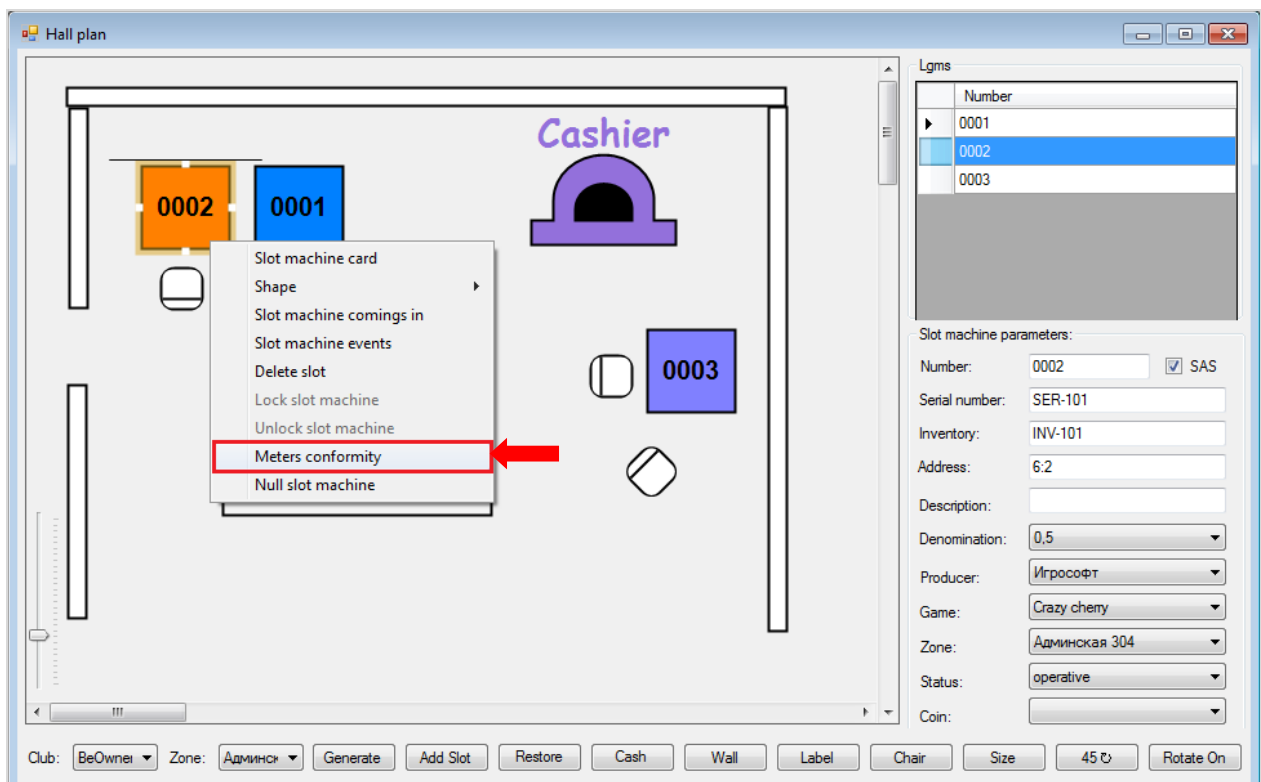 Hall plan
Cashier
0002
0001
0003
Slot machine card
Shape
Slot machine comings in
Slot machine events
Delete slot
Lock slot machine
Unlock slot machine
Meters conformity
Null slot machine
Lgms
Number
0001
0002
0003
Slot machine parameters:
Number: 0002 SAS
Serial number: SER-101
Inventory: INV-101
Address: 6:2
Description:
Denomination: 0,5
Producer: Игрософт
Game: Crazy cherry
Zone: Админская 304
Status: operative
Coin:
Club: BeOwner Zone: Админск Generate Add Slot Restore Cash Wall Label Chair Size 45 ↻ Rotate On